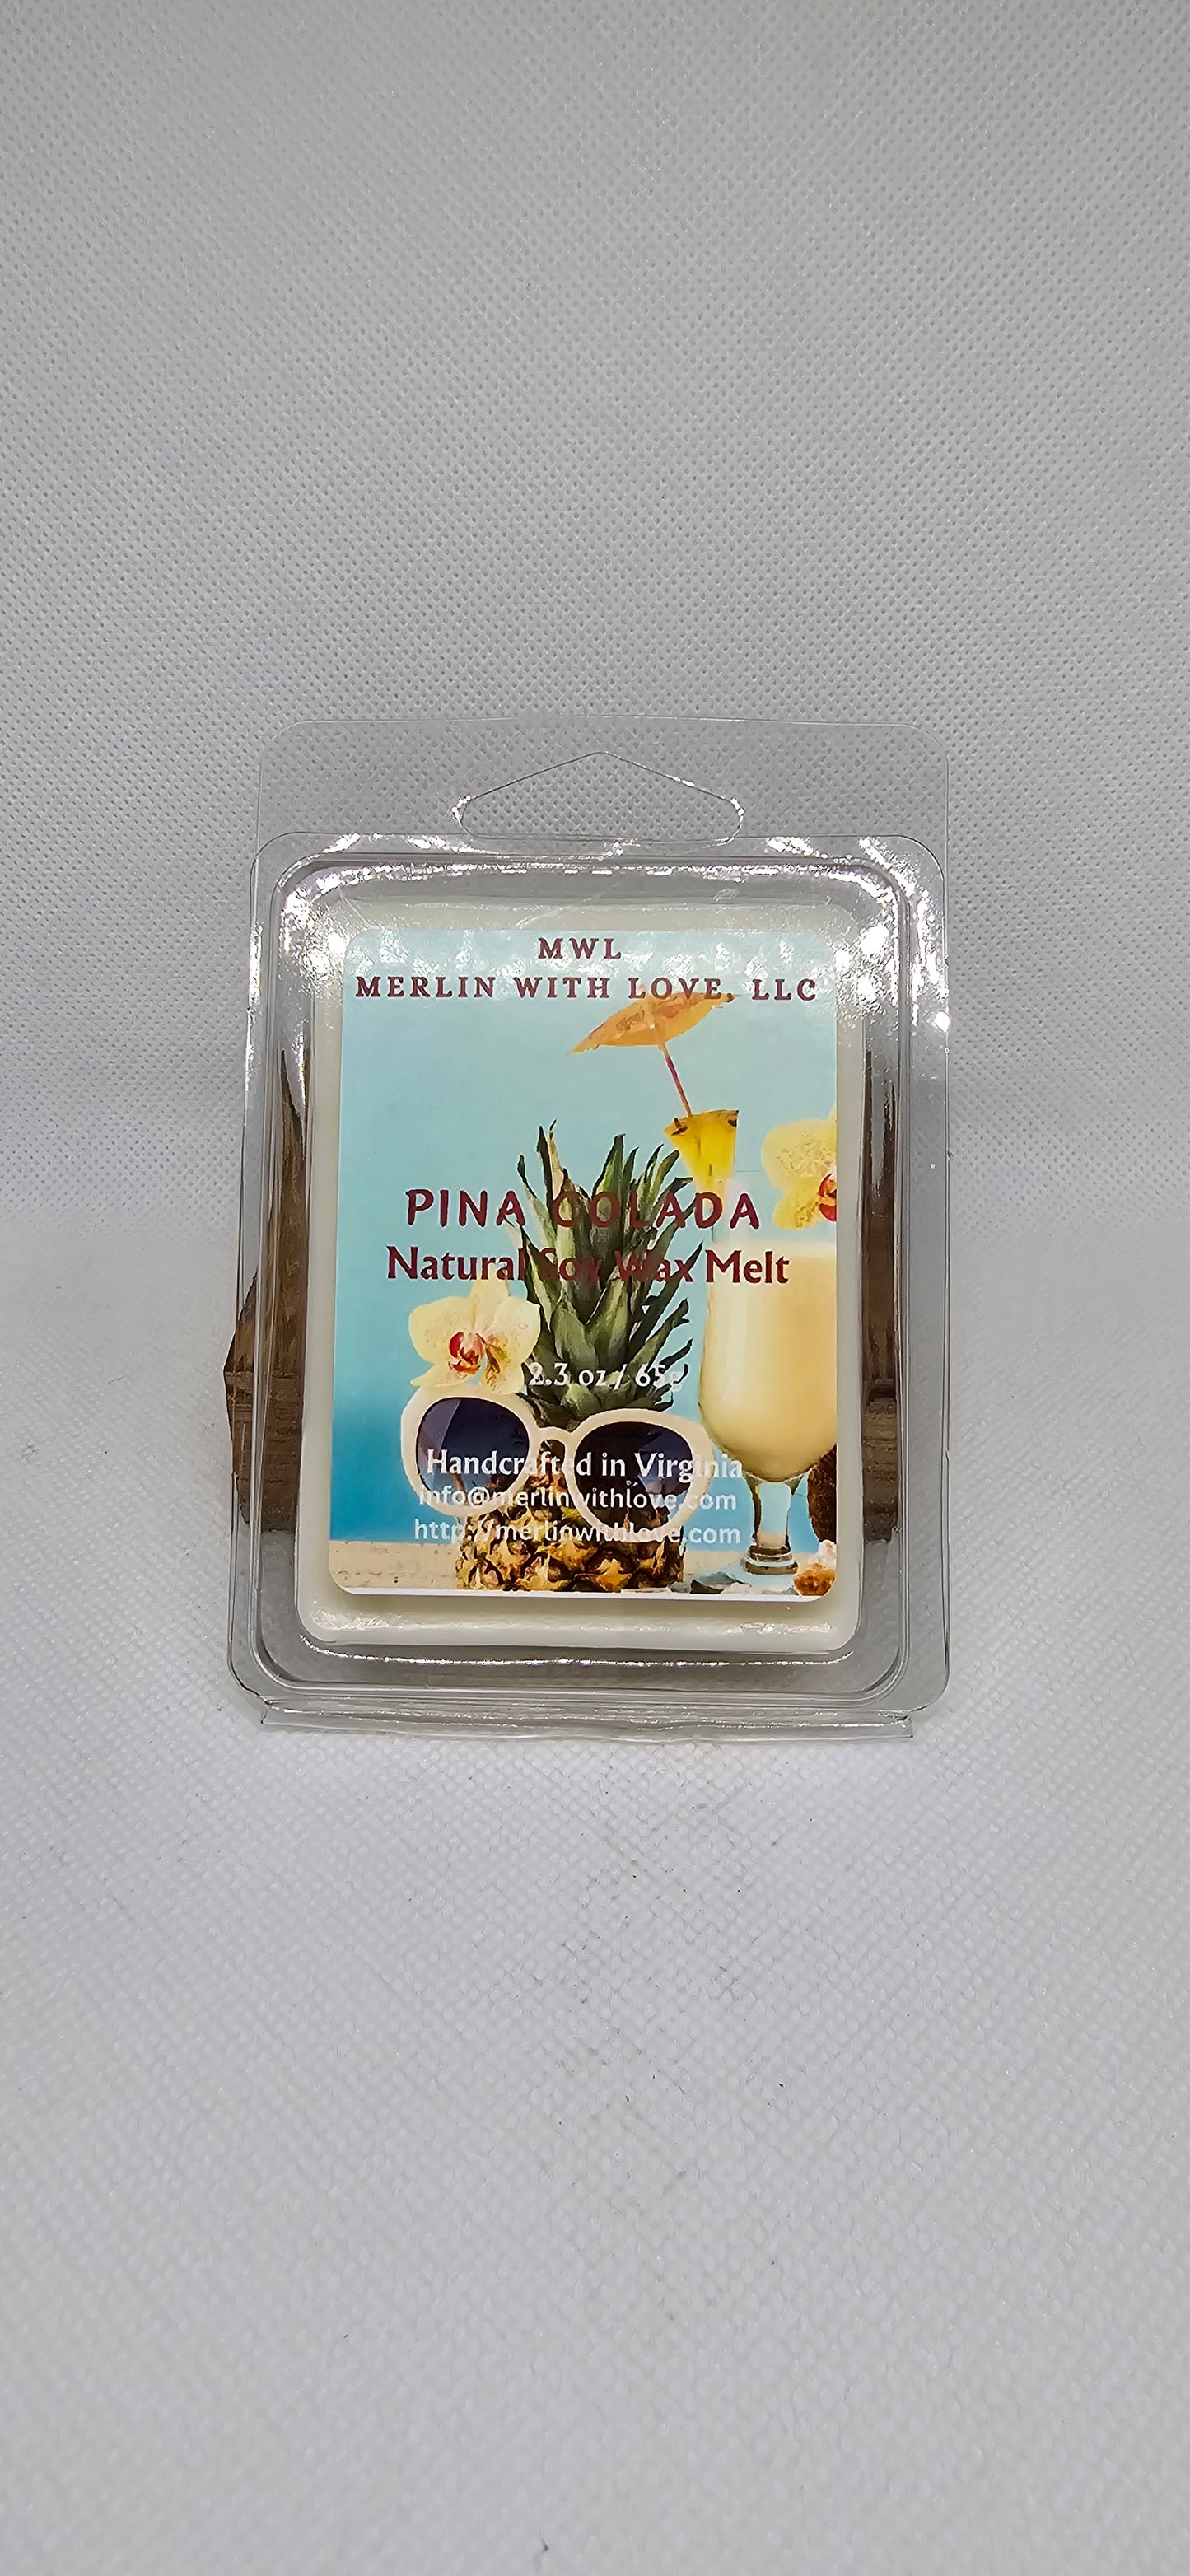 MWL
MERLIN WITH LOVE, LLC
PINA COLADA
Natural Soy Wax Melt
2.3 oz / 65g
Handcrafted in Virginia
info@merlinwithlove.com
http://merlinwithlove.com